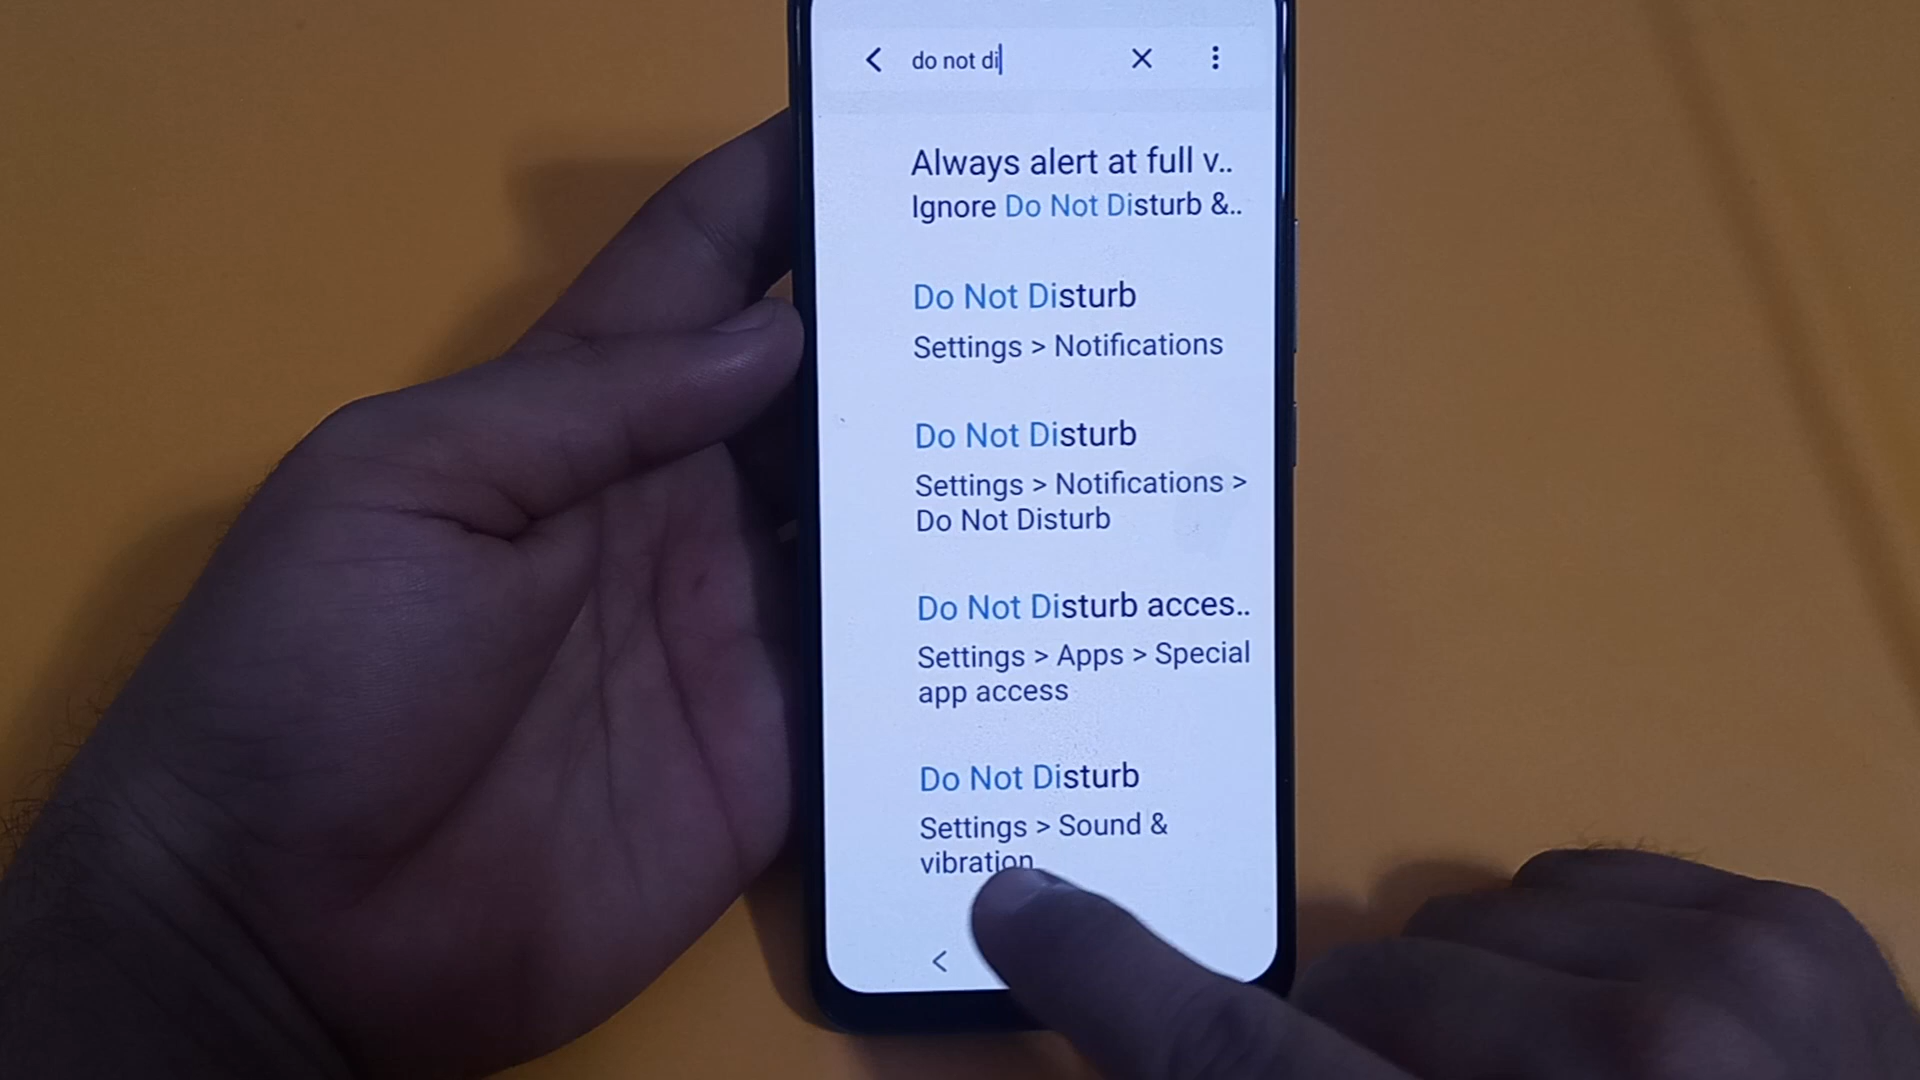 do not di
Always alert at full v..
Ignore Do Not Disturb &..
Do Not Disturb
Settings > Notifications
Do Not Disturb
Settings > Notifications >
Do Not Disturb
Do Not Disturb acces..
Settings > Apps > Special
app access
Do Not Disturb
Settings > Sound &
vibration